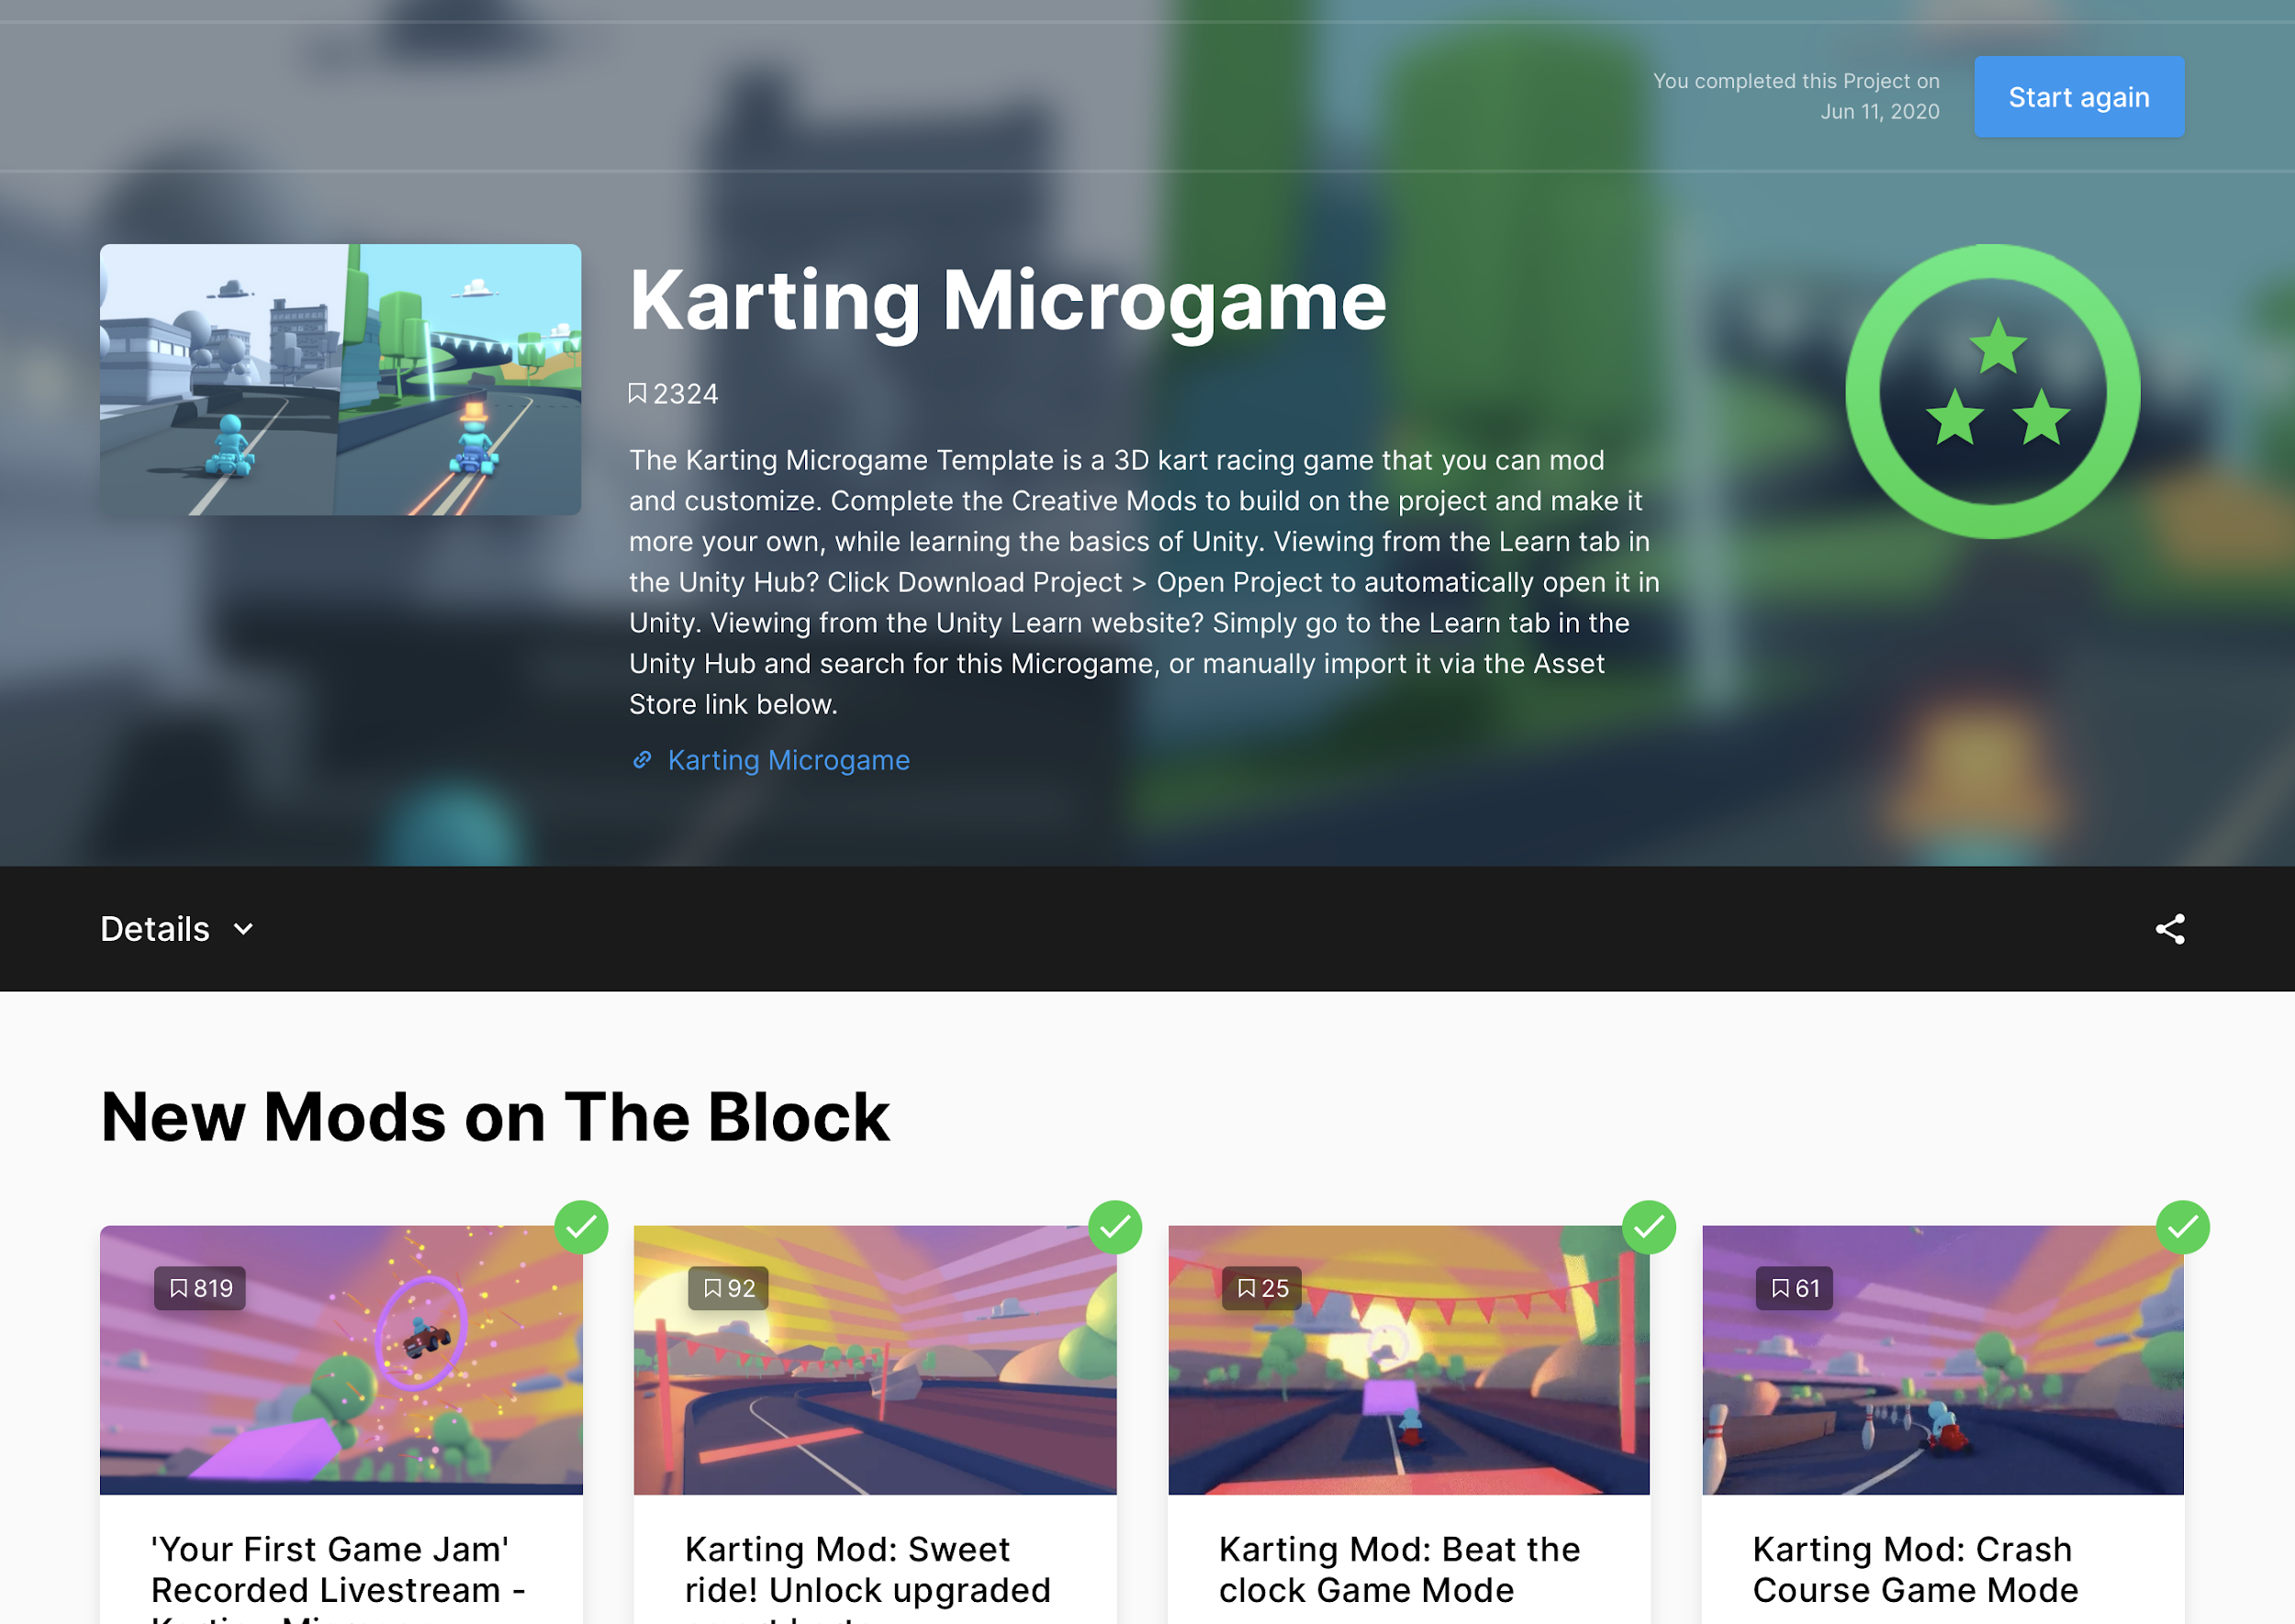 You completed this Project on
Jun 11, 2020
Start again
Karting Microgame
2324
The Karting Microgame Template is a 3D kart racing game that you can mod
and customize. Complete the Creative Mods to build on the project and make it
more your own, while learning the basics of Unity. Viewing from the Learn tab in
the Unity Hub? Click Download Project > Open Project to automatically open it in
Unity. Viewing from the Unity Learn website? Simply go to the Learn tab in the
Unity Hub and search for this Microgame, or manually import it via the Asset
Store link below.
Karting Microgame
Details
New Mods on The Block
819
92
25
61
'Your First Game Jam'
Recorded Livestream -
Karting Mod: Sweet
ride! Unlock upgraded
Karting Mod: Beat the
clock Game Mode
Karting Mod: Crash
Course Game Mode